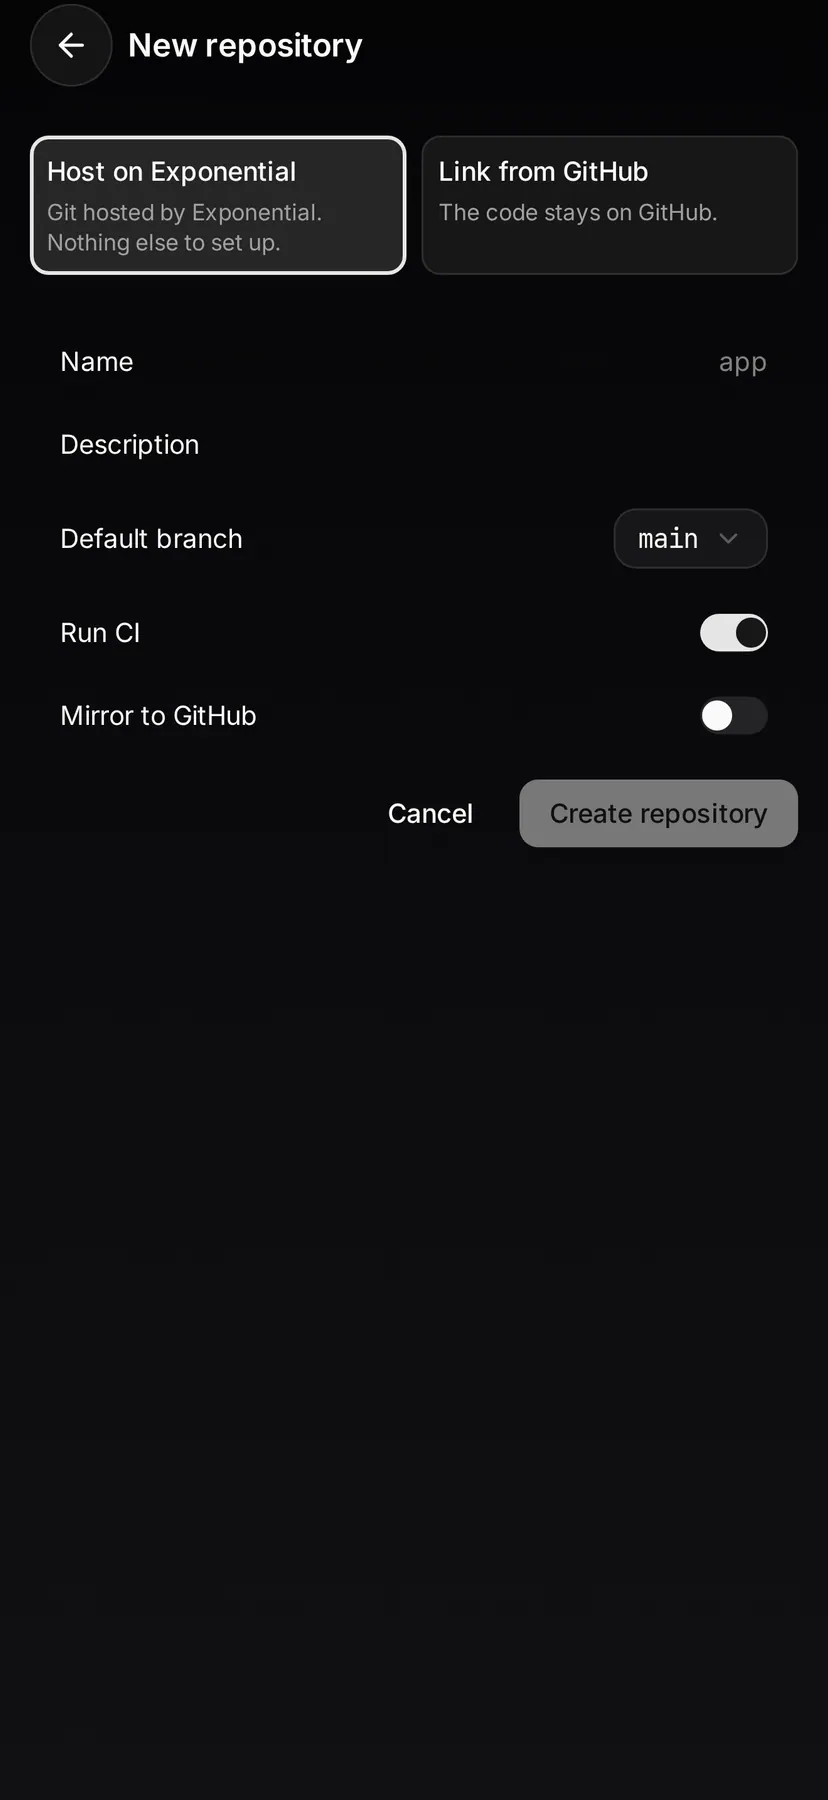 New repository
Host on Exponential
Git hosted by Exponential.
Nothing else to set up.
Link from GitHub
The code stays on GitHub.
Name
app
Description
Default branch
main
Run CI
Mirror to GitHub
Cancel
Create repository